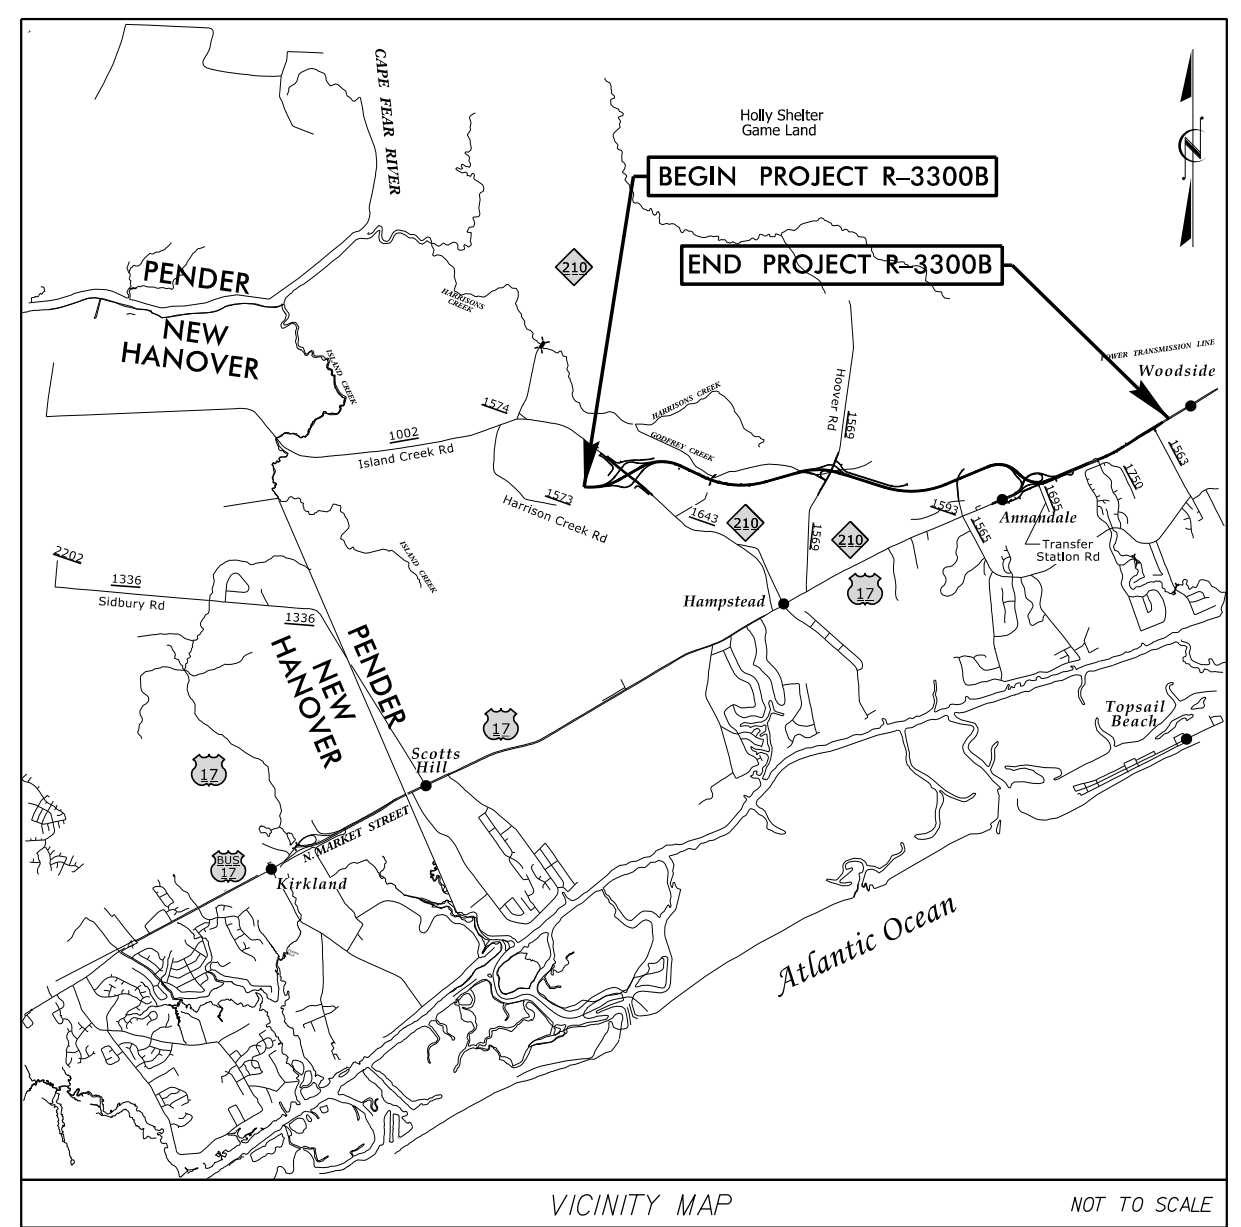 CAPE FEAR RIVER
Holly Shelter
Game Land
N
BEGIN PROJECT R-3300B
END PROJECT R-3300B
210
PENDER
NEW
HANOVER
HARRISONS
CREEK
ISLAND CREEK
POWER TRANSMISSION LINE
Woodside
Hoover Rd
1569
HARRISONS CREEK
GODFREY CREEK
1574
1002
Island Creek Rd
1573
Harrison Creek Rd
1643
210
1569
210
1593
1565
1695
1750
1563
Annandale
Transfer
Station Rd
17
Hampstead
ISLAND CREEK
2202
1336
Sidbury Rd
1336
PENDER
NEW
HANOVER
17
17
Scotts
Hill
Topsail
Beach
N. MARKET STREET
BUS
17
Kirkland
Atlantic Ocean
VICINITY MAP
NOT TO SCALE